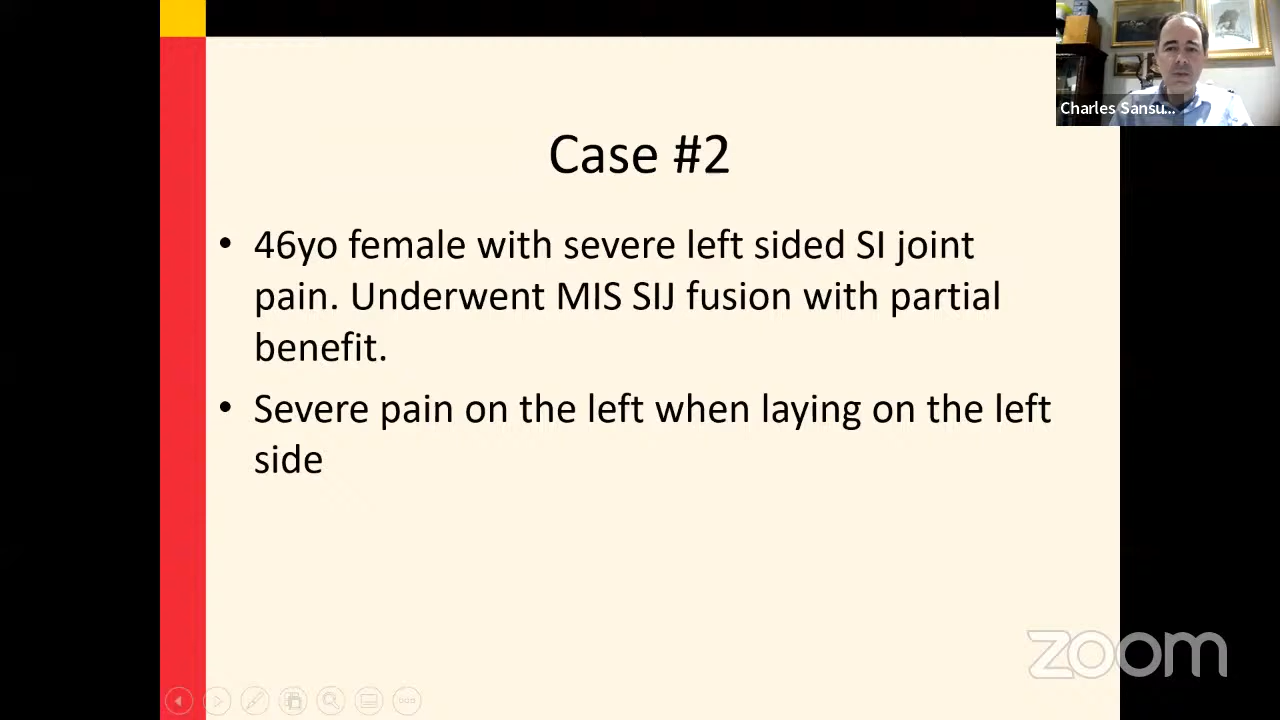 Charles Sansu...
Case #2
• 46yo female with severe left sided SI joint
pain. Underwent MIS SIJ fusion with partial
benefit.
• Severe pain on the left when laying on the left
side
zoom